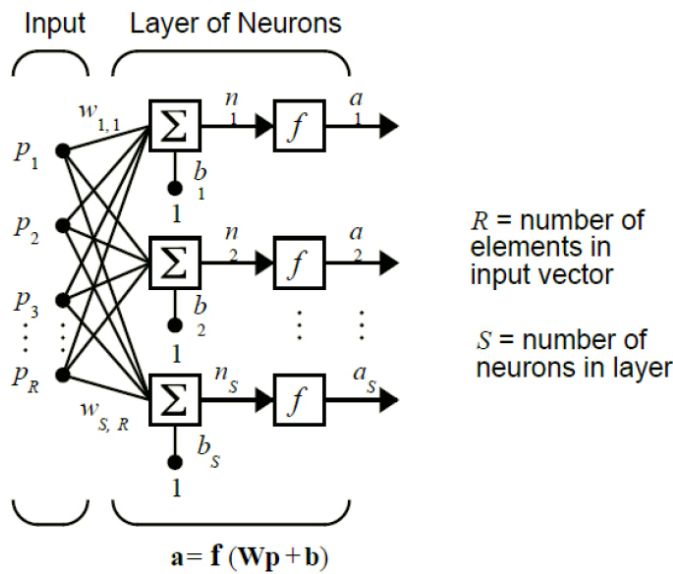 Input Layer of Neurons
w1,1 n1 a1
Σ f
p1 b1
1
p2 n2 a2
Σ f
p3 b2
1
pR nS aS
Σ f
wS, R bS
1
R = number of
elements in
input vector
S = number of
neurons in layer
a= f (Wp+b)